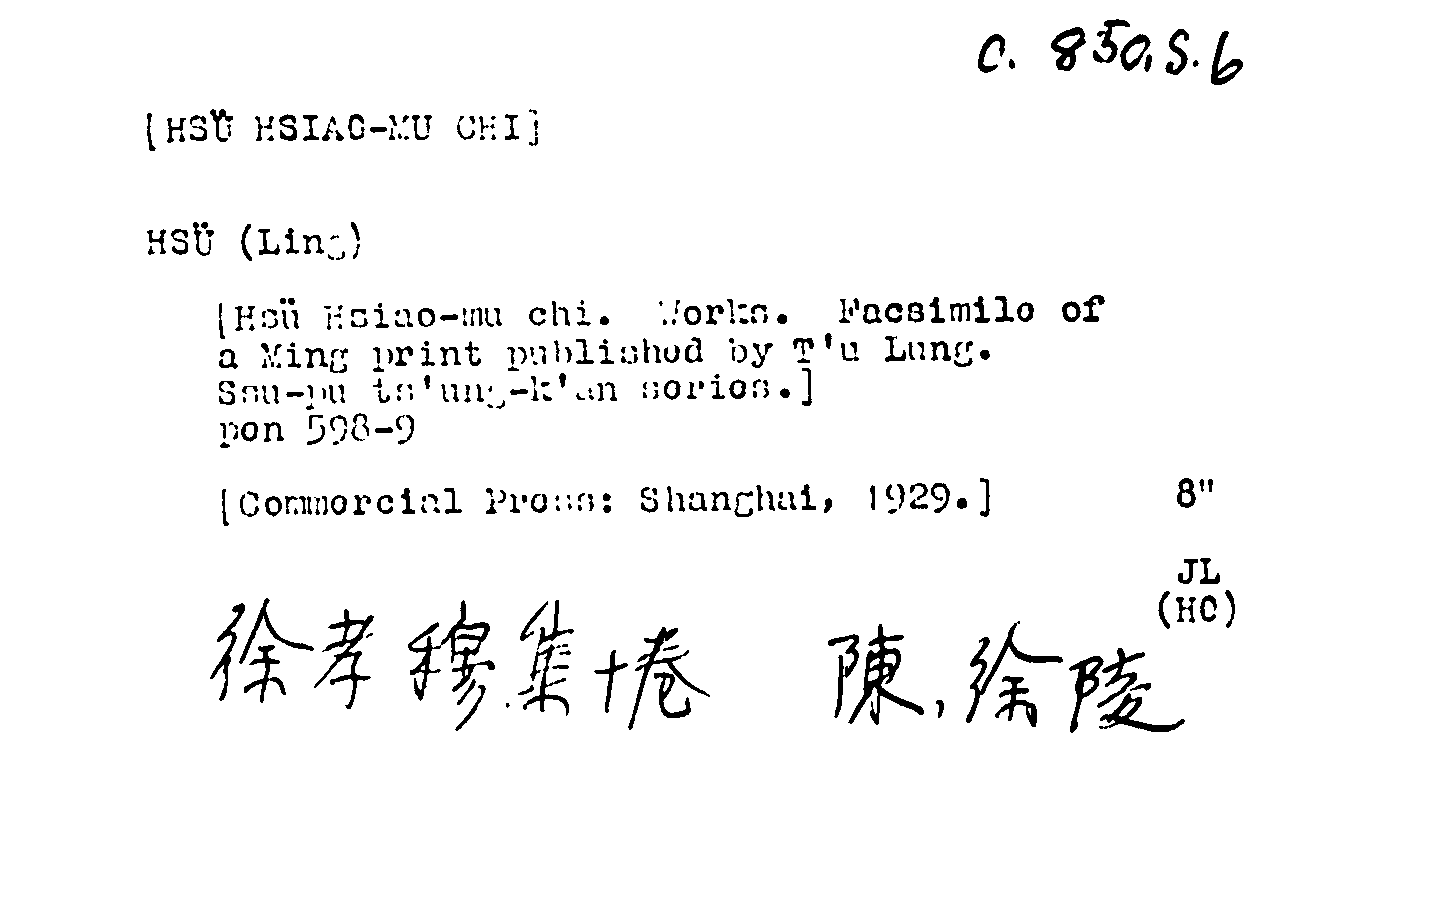 C. 850.S.6
[HSÜ HSIAO-MU CHI]
HSÜ (Ling)
[Hsü Hsiao-mu chi. Works. Facsimile of
a Ming print published by T'u Lung.
Ssu-pu ts'ung-k'an series.]
pen 598-9
[Commercial Press: Shanghai, 1929.] 8"
JL
(HC)
徐孝穆集十卷 陳,徐陵